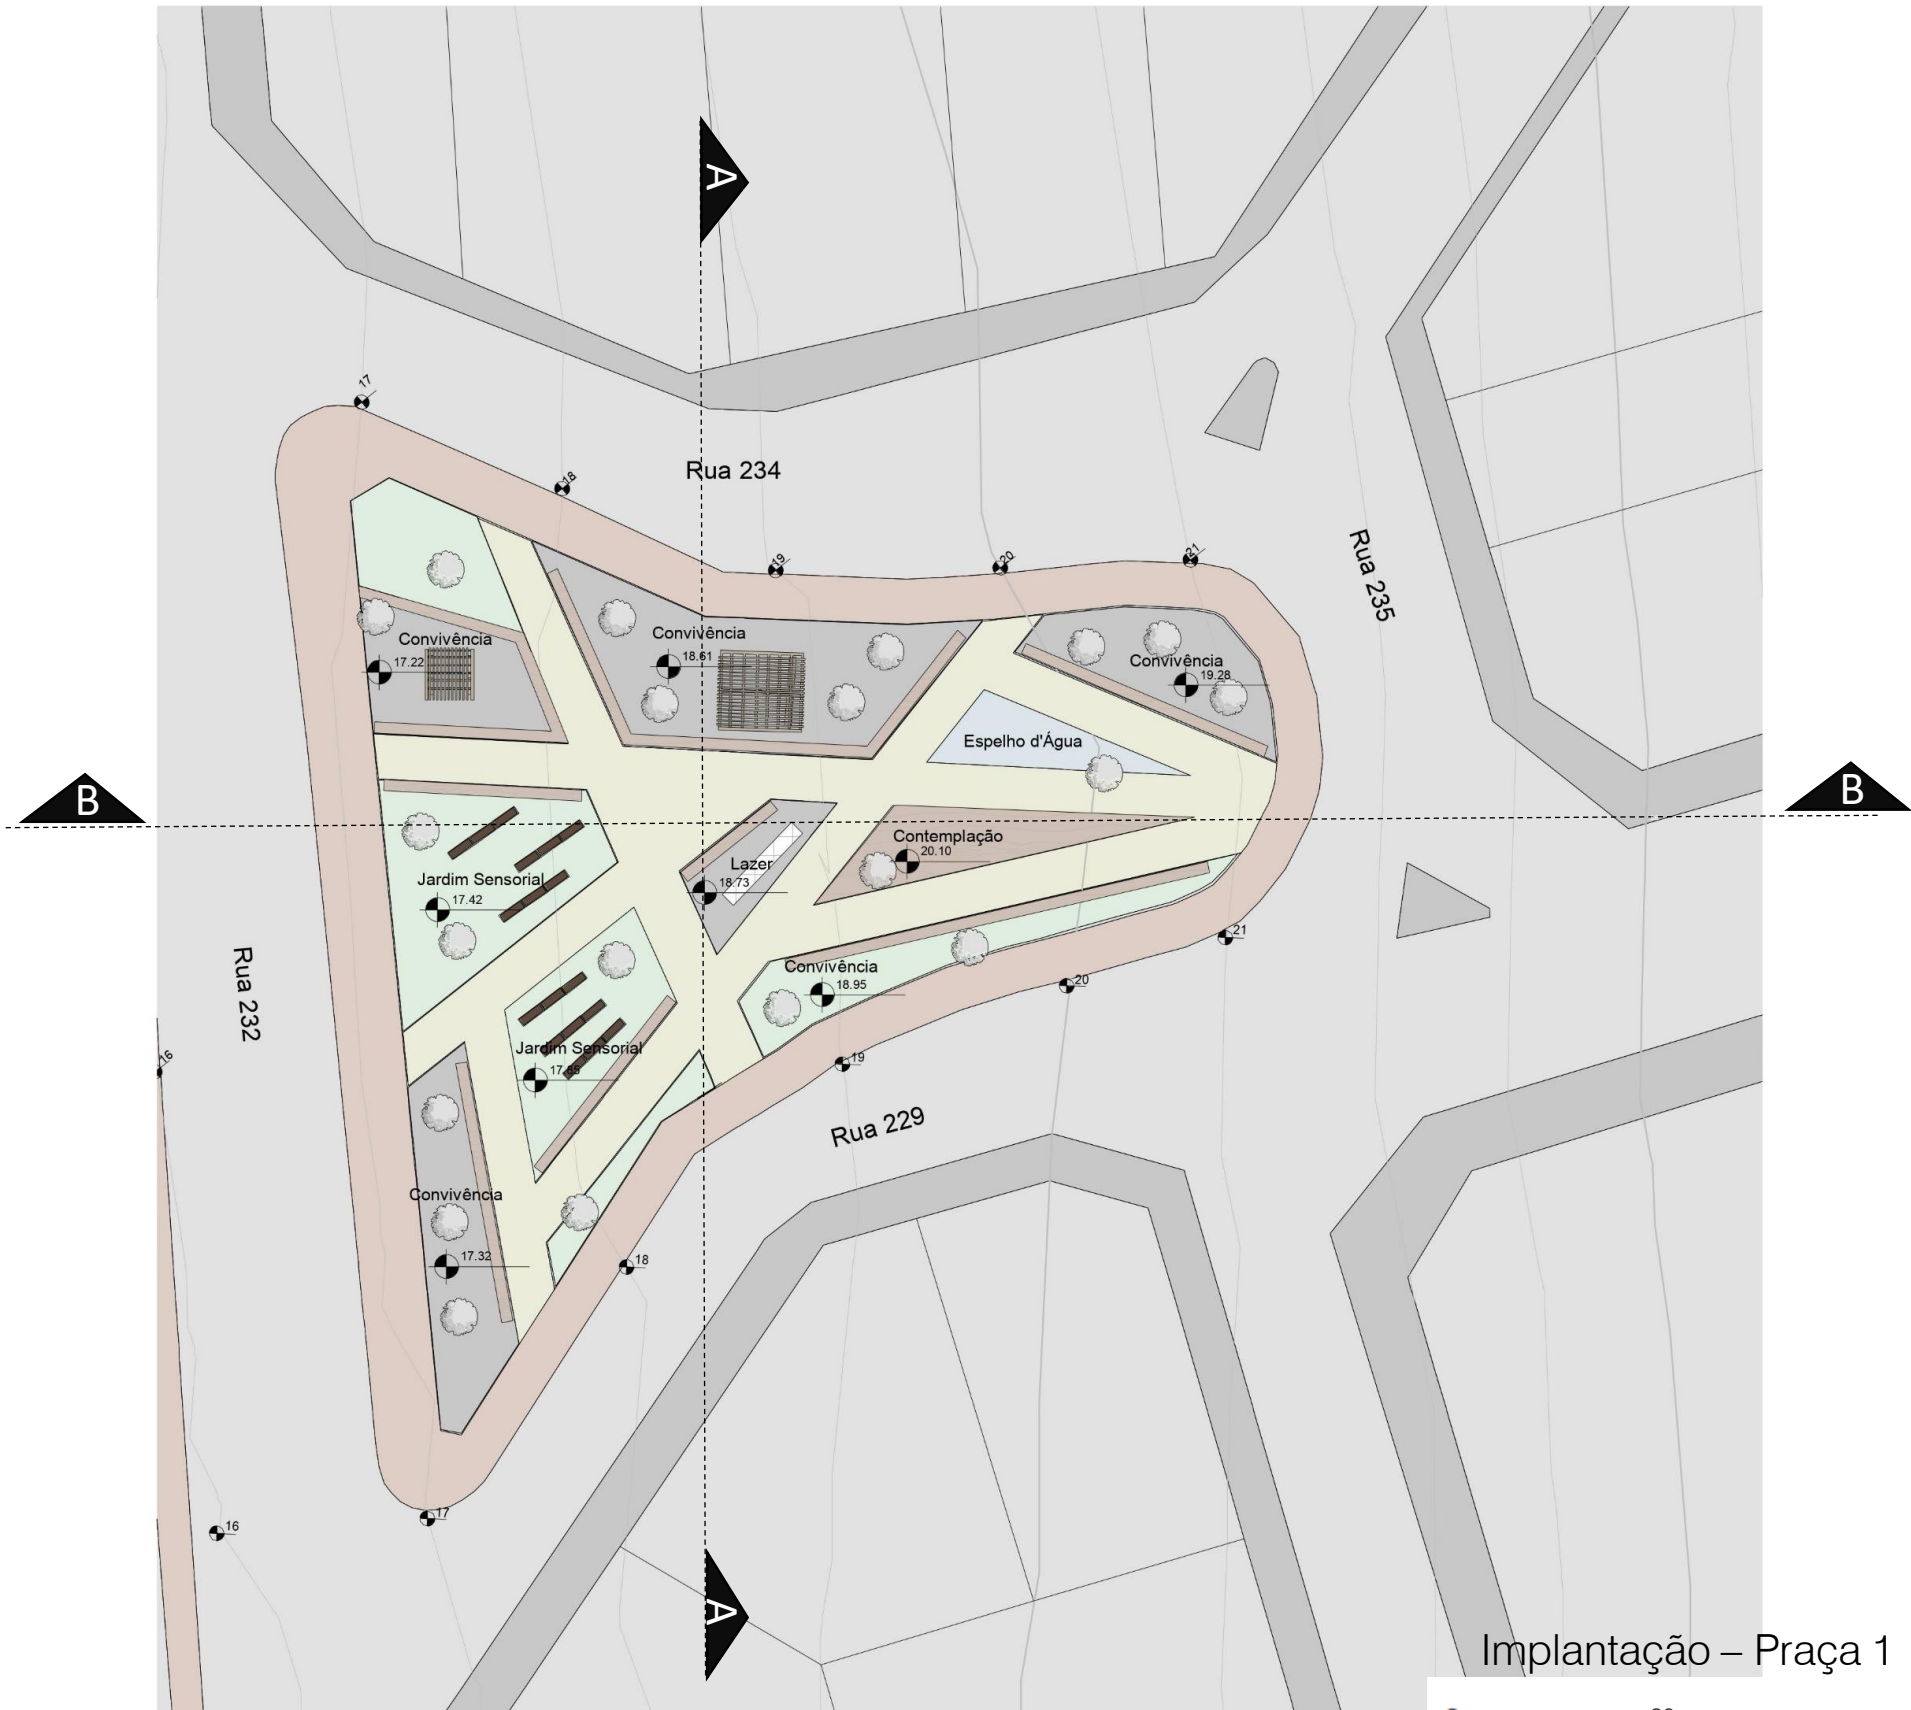 A
17
Rua 234
18
19
20
21
Rua 235
Convivência
17.22
Convivência
18.61
Convivência
19.28
Espelho d'Água
B
B
Contemplação
20.10
Lazer
18.73
Jardim Sensorial
17.42
21
Convivência
18.95
20
Rua 232
Jardim Sensorial
19
16
Rua 229
Convivência
17.32
18
17
16
A
Implantação – Praça 1